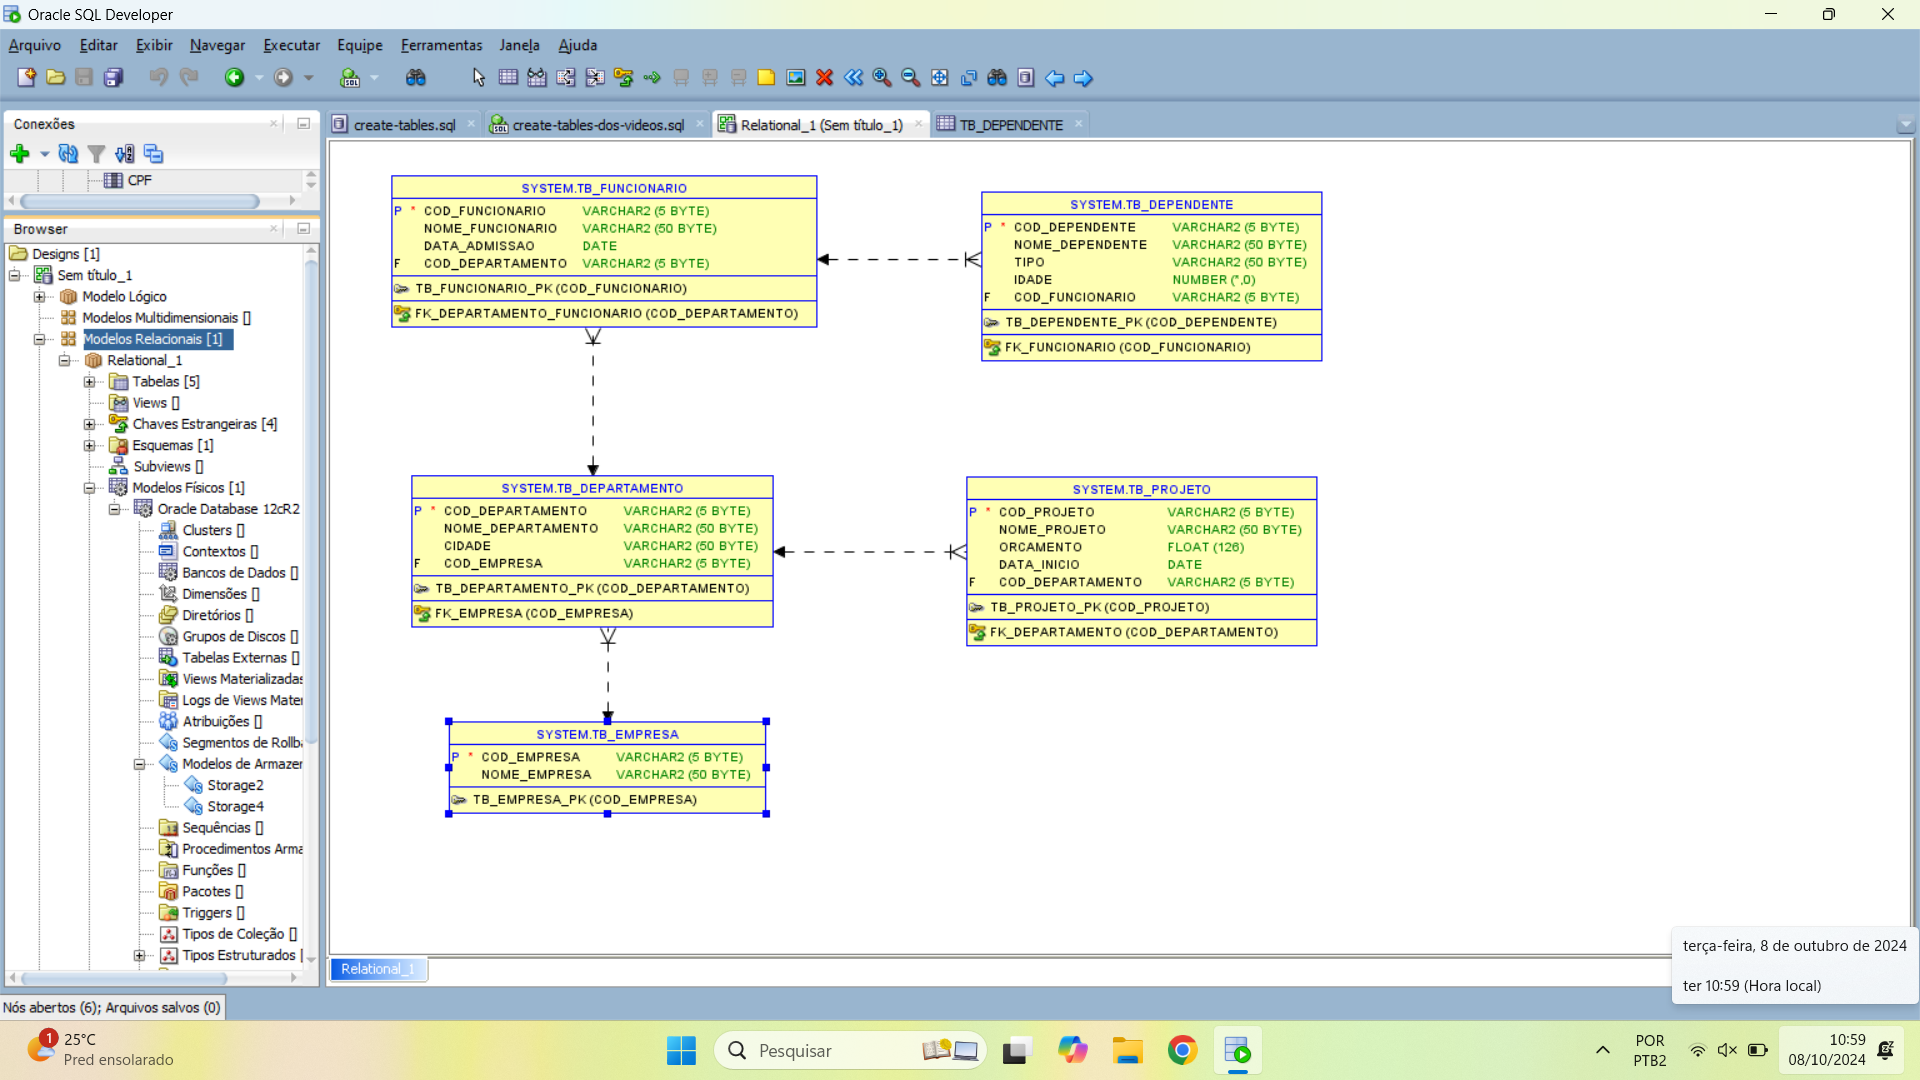 Oracle SQL Developer
Arquivo Editar Exibir Navegar Executar Equipe Ferramentas Janela Ajuda
Conexões
CPF
Browser
Designs [1]
Sem título_1
Modelo Lógico
Modelos Multidimensionais []
Modelos Relacionais [1]
Relational_1
Tabelas [5]
Views []
Chaves Estrangeiras [4]
Esquemas [1]
Subviews []
Modelos Físicos [1]
Oracle Database 12cR2
Clusters []
Contextos []
Bancos de Dados []
Dimensões []
Diretórios []
Grupos de Discos []
Tabelas Externas []
Views Materializadas
Logs de Views Mater
Atribuições []
Segmentos de Rollb
Modelos de Armazer
Storage2
Storage4
Sequências []
Procedimentos Arma
Funções []
Pacotes []
Triggers []
Tipos de Coleção []
Tipos Estruturados [
Nós abertos (6); Arquivos salvos (0)
create-tables.sql create-tables-dos-videos.sql Relational_1 (Sem título_1) TB_DEPENDENTE
SYSTEM.TB_FUNCIONARIO
P * COD_FUNCIONARIO VARCHAR2 (5 BYTE)
NOME_FUNCIONARIO VARCHAR2 (50 BYTE)
DATA_ADMISSAO DATE
F COD_DEPARTAMENTO VARCHAR2 (5 BYTE)
TB_FUNCIONARIO_PK (COD_FUNCIONARIO)
FK_DEPARTAMENTO_FUNCIONARIO (COD_DEPARTAMENTO)
SYSTEM.TB_DEPENDENTE
P * COD_DEPENDENTE VARCHAR2 (5 BYTE)
NOME_DEPENDENTE VARCHAR2 (50 BYTE)
TIPO VARCHAR2 (50 BYTE)
IDADE NUMBER (*,0)
F COD_FUNCIONARIO VARCHAR2 (5 BYTE)
TB_DEPENDENTE_PK (COD_DEPENDENTE)
FK_FUNCIONARIO (COD_FUNCIONARIO)
SYSTEM.TB_DEPARTAMENTO
P * COD_DEPARTAMENTO VARCHAR2 (5 BYTE)
NOME_DEPARTAMENTO VARCHAR2 (50 BYTE)
CIDADE VARCHAR2 (50 BYTE)
F COD_EMPRESA VARCHAR2 (5 BYTE)
TB_DEPARTAMENTO_PK (COD_DEPARTAMENTO)
FK_EMPRESA (COD_EMPRESA)
SYSTEM.TB_PROJETO
P * COD_PROJETO VARCHAR2 (5 BYTE)
NOME_PROJETO VARCHAR2 (50 BYTE)
ORCAMENTO FLOAT (126)
DATA_INICIO DATE
F COD_DEPARTAMENTO VARCHAR2 (5 BYTE)
TB_PROJETO_PK (COD_PROJETO)
FK_DEPARTAMENTO (COD_DEPARTAMENTO)
SYSTEM.TB_EMPRESA
P * COD_EMPRESA VARCHAR2 (5 BYTE)
NOME_EMPRESA VARCHAR2 (50 BYTE)
TB_EMPRESA_PK (COD_EMPRESA)
Relational_1
terça-feira, 8 de outubro de 2024
ter 10:59 (Hora local)
1
25°C
Pred ensolarado
Pesquisar
POR
PTB2
10:59
08/10/2024